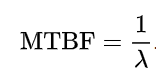 MTBF = 1/λ.